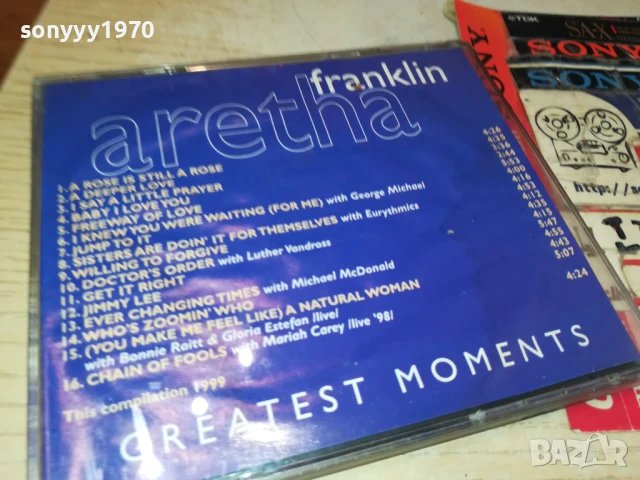 sonyyy1970
franklin
aretha
1. A ROSE IS STILL A ROSE
2. A DEEPER LOVE
3. I SAY A LITTLE PRAYER
4. BABY I LOVE YOU
5. FREEWAY OF LOVE
6. I KNEW YOU WERE WAITING (FOR ME) with George Michael
7. JUMP TO IT
8. SISTERS ARE DOIN' IT FOR THEMSELVES with Eurythmics
9. WILLING TO FORGIVE
10. DOCTOR'S ORDER with Luther Vandross
11. GET IT RIGHT
12. JIMMY LEE
13. EVER CHANGING TIMES with Michael McDonald
14. WHO'S ZOOMIN' WHO
15. (YOU MAKE ME FEEL LIKE) A NATURAL WOMAN
with Bonnie Raitt & Gloria Estefan /live/
16. CHAIN OF FOOLS with Mariah Carey /live '98/
This compilation 1999
4:26
4:25
3:36
2:44
5:53
4:00
4:16
4:53
4:12
4:35
4:15
5:47
4:55
4:43
5:07
4:24
GREATEST MOMENTS
TDK
SA-X
SONY
SONY
http://s
BAZAR